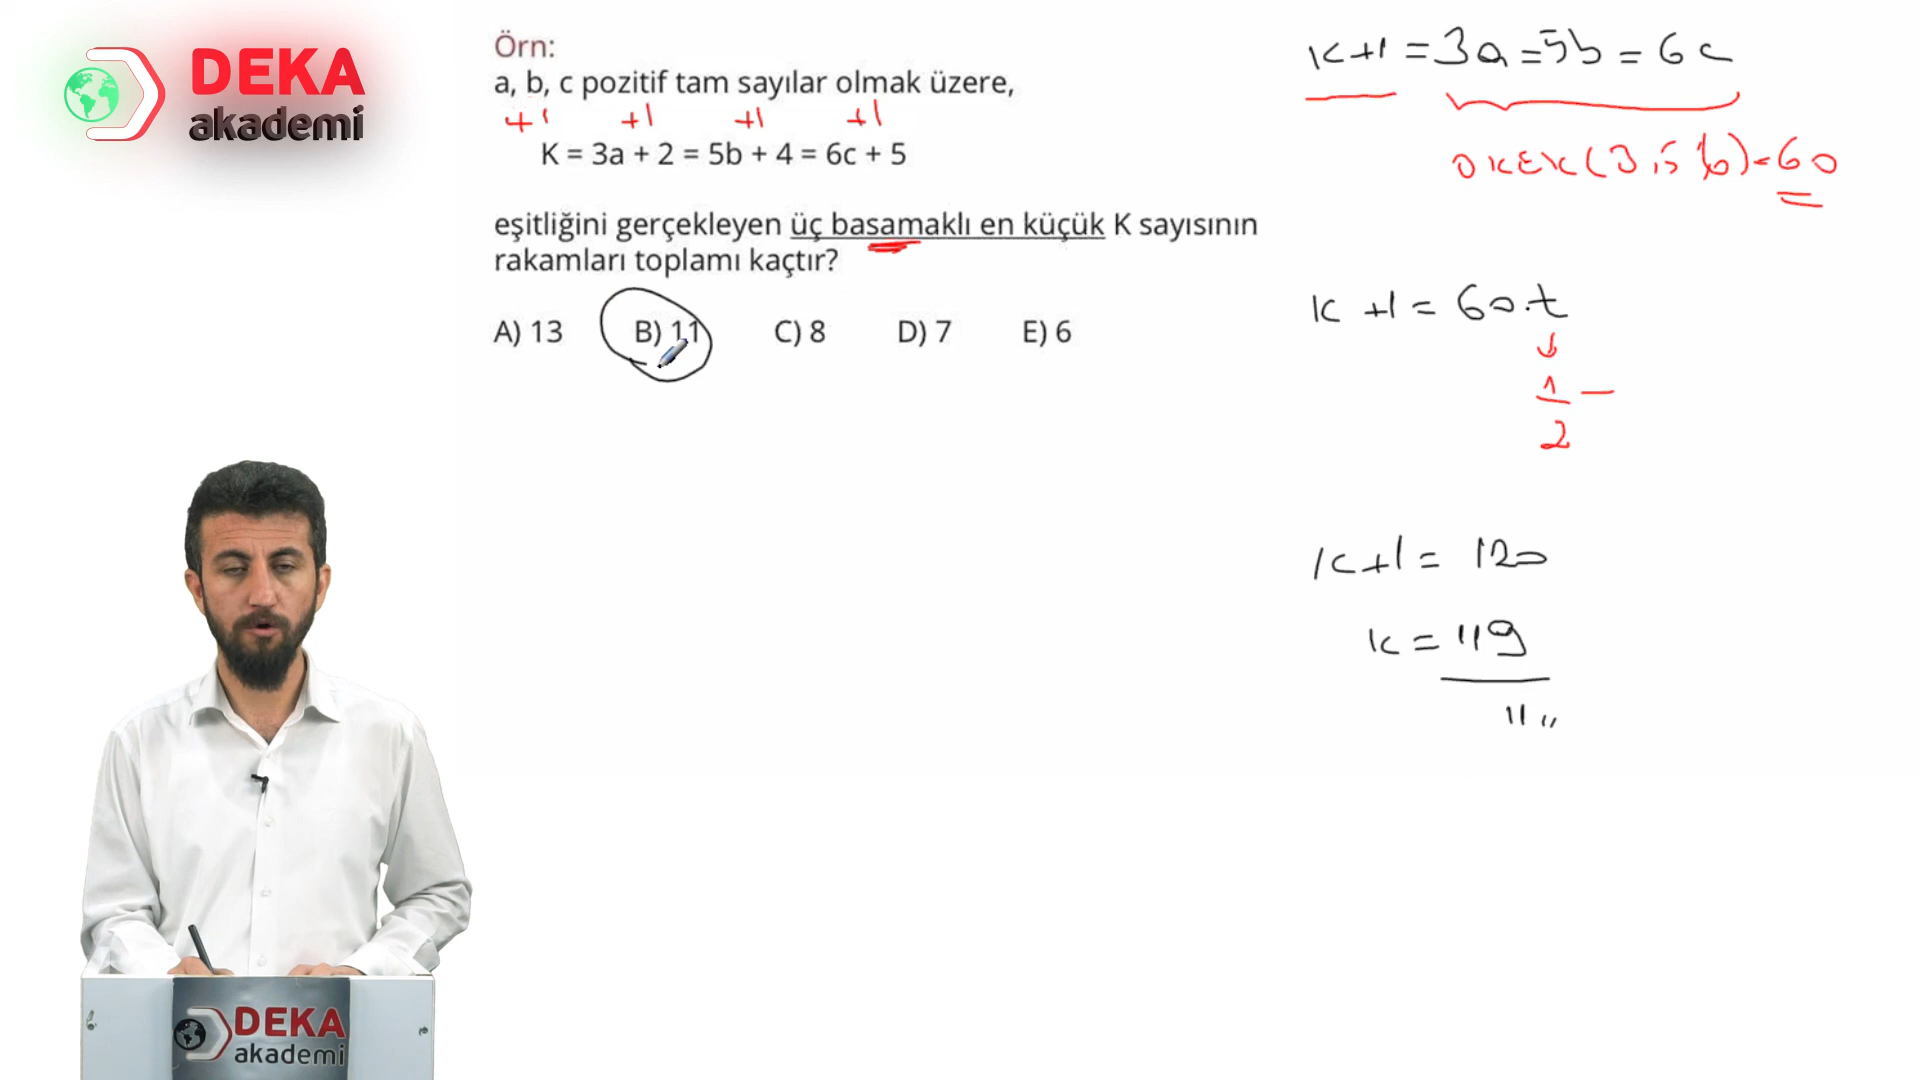 DEKA
akademi
Örn:
a, b, c pozitif tam sayılar olmak üzere,
+1 +1 +1 +1
K = 3a + 2 = 5b + 4 = 6c + 5
eşitliğini gerçekleyen üç basamaklı en küçük K sayısının
rakamları toplamı kaçtır?
A) 13 B) 11 C) 8 D) 7 E) 6
K+1 = 3a = 5b = 6c
OKEK(3,5,6) = 60
K+1 = 60.t
↓
1 –
2
K+1 = 120
K = 119
11 "
DEKA
akademi